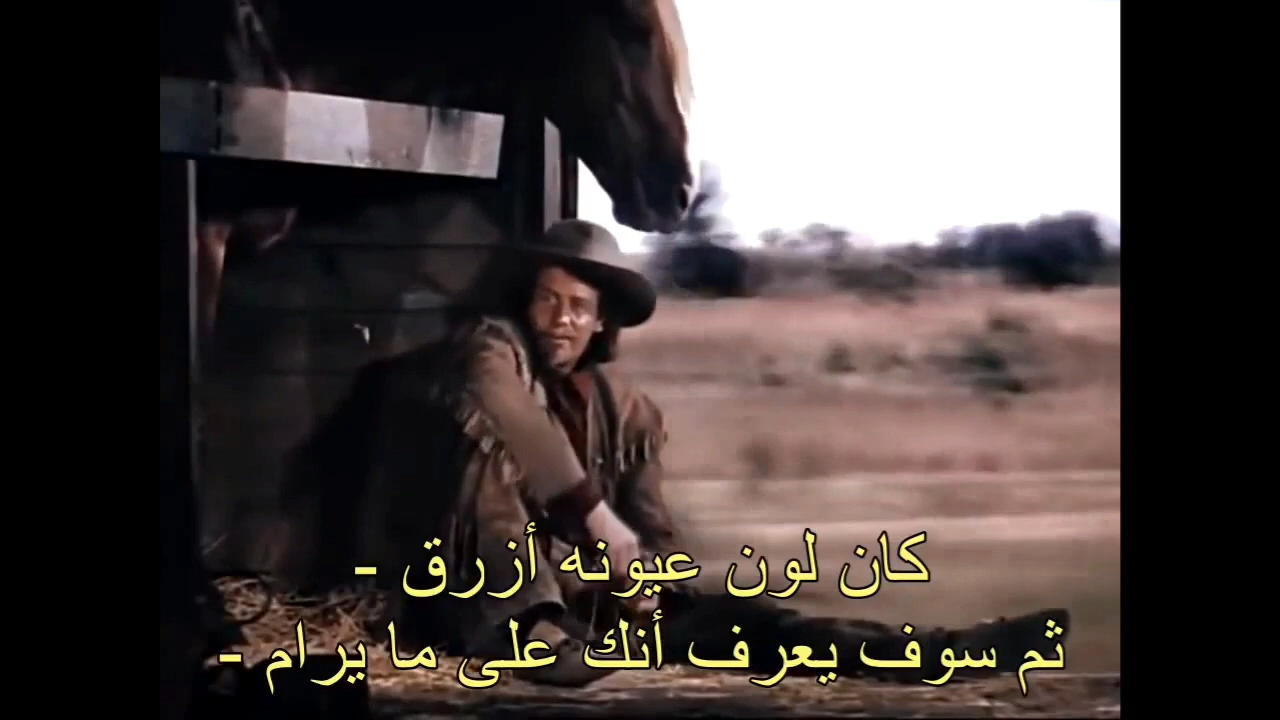 كان لون عيونه أزرق -
ثم سوف يعرف أنك على ما يرام -